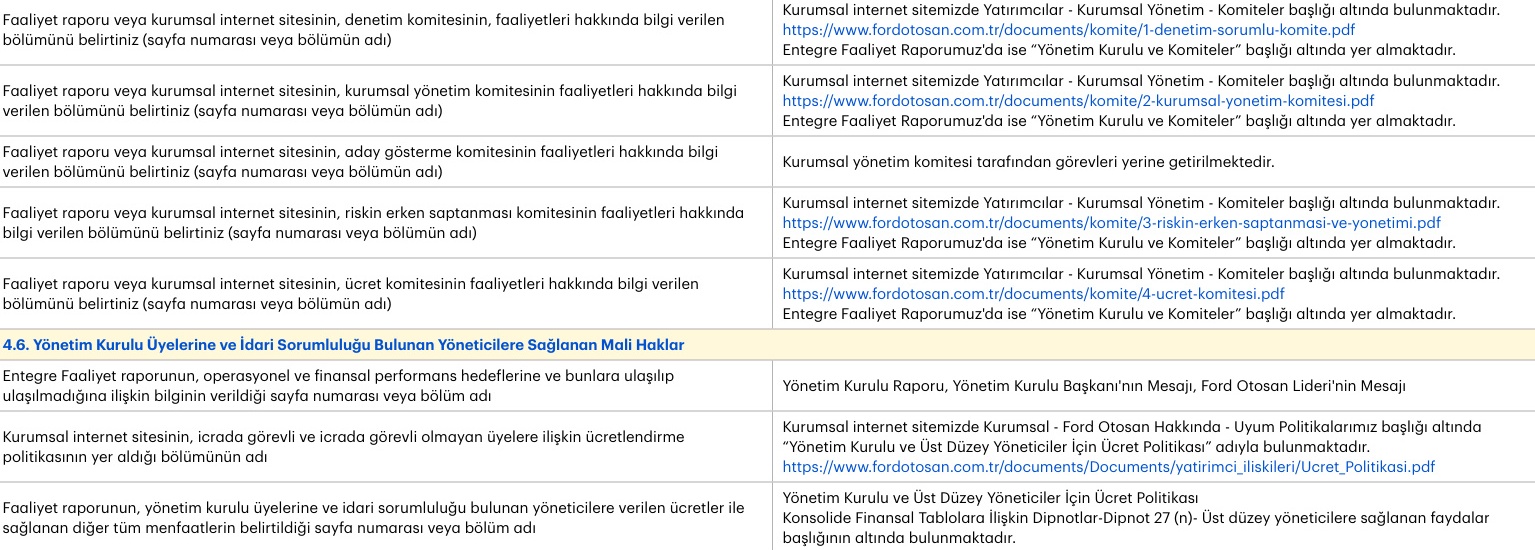 Faaliyet raporu veya kurumsal internet sitesinin, denetim komitesinin, faaliyetleri hakkında bilgi verilen
bölümünü belirtiniz (sayfa numarası veya bölümün adı)
Kurumsal internet sitemizde Yatırımcılar - Kurumsal Yönetim - Komiteler başlığı altında bulunmaktadır.
https://www.fordotosan.com.tr/documents/komite/1-denetim-sorumlu-komite.pdf
Entegre Faaliyet Raporumuz'da ise “Yönetim Kurulu ve Komiteler” başlığı altında yer almaktadır.
Faaliyet raporu veya kurumsal internet sitesinin, kurumsal yönetim komitesinin faaliyetleri hakkında bilgi
verilen bölümünü belirtiniz (sayfa numarası veya bölümün adı)
Kurumsal internet sitemizde Yatırımcılar - Kurumsal Yönetim - Komiteler başlığı altında bulunmaktadır.
https://www.fordotosan.com.tr/documents/komite/2-kurumsal-yonetim-komitesi.pdf
Entegre Faaliyet Raporumuz'da ise “Yönetim Kurulu ve Komiteler” başlığı altında yer almaktadır.
Faaliyet raporu veya kurumsal internet sitesinin, aday gösterme komitesinin faaliyetleri hakkında bilgi
verilen bölümünü belirtiniz (sayfa numarası veya bölümün adı)
Kurumsal yönetim komitesi tarafından görevleri yerine getirilmektedir.
Faaliyet raporu veya kurumsal internet sitesinin, riskin erken saptanması komitesinin faaliyetleri hakkında
bilgi verilen bölümünü belirtiniz (sayfa numarası veya bölümün adı)
Kurumsal internet sitemizde Yatırımcılar - Kurumsal Yönetim - Komiteler başlığı altında bulunmaktadır.
https://www.fordotosan.com.tr/documents/komite/3-riskin-erken-saptanmasi-ve-yonetimi.pdf
Entegre Faaliyet Raporumuz'da ise “Yönetim Kurulu ve Komiteler” başlığı altında yer almaktadır.
Faaliyet raporu veya kurumsal internet sitesinin, ücret komitesinin faaliyetleri hakkında bilgi verilen
bölümünü belirtiniz (sayfa numarası veya bölümün adı)
Kurumsal internet sitemizde Yatırımcılar - Kurumsal Yönetim - Komiteler başlığı altında bulunmaktadır.
https://www.fordotosan.com.tr/documents/komite/4-ucret-komitesi.pdf
Entegre Faaliyet Raporumuz'da ise “Yönetim Kurulu ve Komiteler” başlığı altında yer almaktadır.
4.6. Yönetim Kurulu Üyelerine ve İdari Sorumluluğu Bulunan Yöneticilere Sağlanan Mali Haklar
Entegre Faaliyet raporunun, operasyonel ve finansal performans hedeflerine ve bunlara ulaşılıp
ulaşılmadığına ilişkin bilginin verildiği sayfa numarası veya bölüm adı
Yönetim Kurulu Raporu, Yönetim Kurulu Başkanı'nın Mesajı, Ford Otosan Lideri'nin Mesajı
Kurumsal internet sitesinin, icrada görevli ve icrada görevli olmayan üyelere ilişkin ücretlendirme
politikasının yer aldığı bölümünün adı
Kurumsal internet sitemizde Kurumsal - Ford Otosan Hakkında - Uyum Politikalarımız başlığı altında
“Yönetim Kurulu ve Üst Düzey Yöneticiler İçin Ücret Politikası” adıyla bulunmaktadır.
https://www.fordotosan.com.tr/documents/Documents/yatirimci_iliskileri/Ucret_Politikasi.pdf
Faaliyet raporunun, yönetim kurulu üyelerine ve idari sorumluluğu bulunan yöneticilere verilen ücretler ile
sağlanan diğer tüm menfaatlerin belirtildiği sayfa numarası veya bölüm adı
Yönetim Kurulu ve Üst Düzey Yöneticiler İçin Ücret Politikası
Konsolide Finansal Tablolara İlişkin Dipnotlar-Dipnot 27 (n)- Üst düzey yöneticilere sağlanan faydalar
başlığının altında bulunmaktadır.